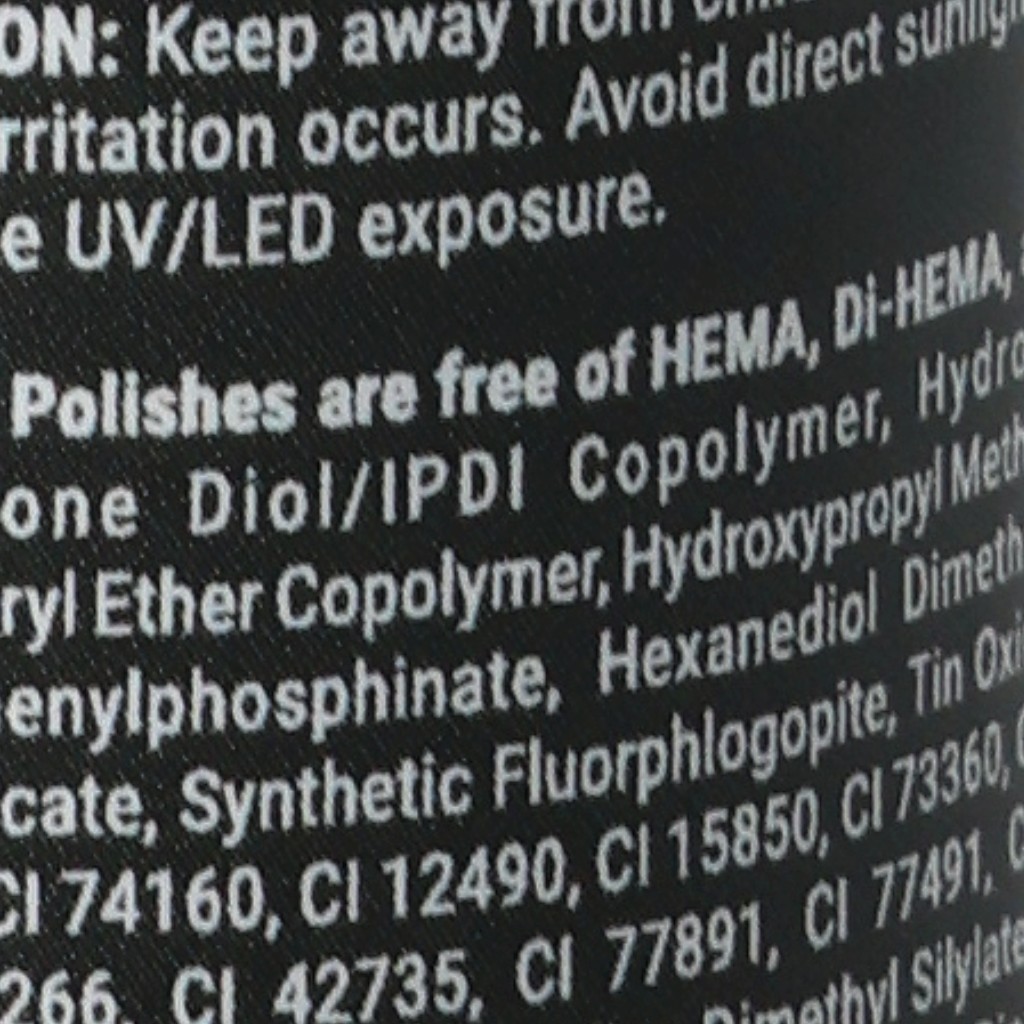 ON: Keep away from
rritation occurs. Avoid direct
e UV/LED exposure.
Polishes are free of HEMA, Di-HEMA,
one Diol/IPDI Copolymer, Hydro
ryl Ether Copolymer, Hydroxypropyl Meth
enylphosphinate, Hexanediol Dimeth
cate, Synthetic Fluorphlogopite, Tin Oxi
CI 74160, CI 12490, CI 15850, CI 73360,
266, CI 42735, CI 77891, CI 77491,
Dimethyl Silylate